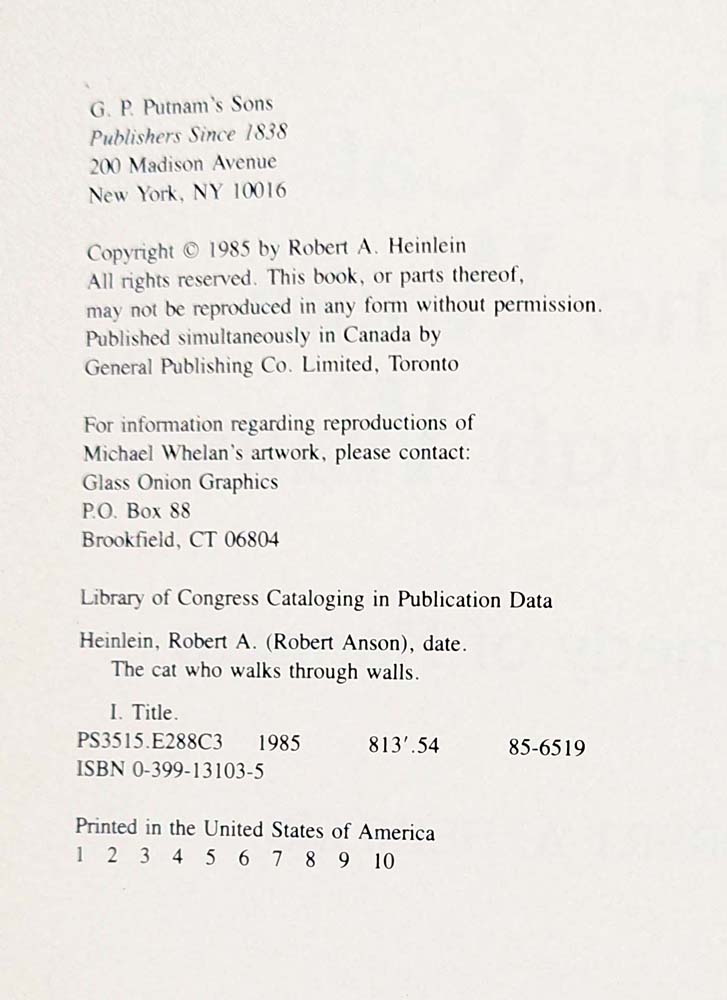 G. P. Putnam's Sons
Publishers Since 1838
200 Madison Avenue
New York, NY 10016
Copyright © 1985 by Robert A. Heinlein
All rights reserved. This book, or parts thereof,
may not be reproduced in any form without permission.
Published simultaneously in Canada by
General Publishing Co. Limited, Toronto
For information regarding reproductions of
Michael Whelan's artwork, please contact:
Glass Onion Graphics
P.O. Box 88
Brookfield, CT 06804
Library of Congress Cataloging in Publication Data
Heinlein, Robert A. (Robert Anson), date.
The cat who walks through walls.
I. Title.
PS3515.E288C3 1985 813'.54 85-6519
ISBN 0-399-13103-5
Printed in the United States of America
1 2 3 4 5 6 7 8 9 10